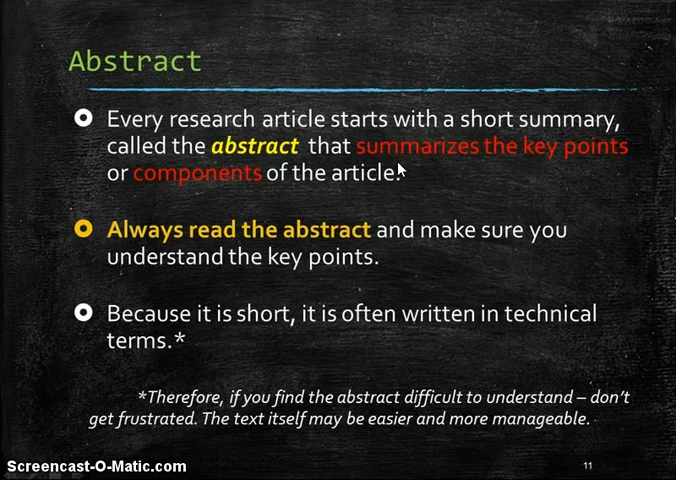 Abstract
Every research article starts with a short summary,
called the abstract that summarizes the key points
or components of the article.
Always read the abstract and make sure you
understand the key points.
Because it is short, it is often written in technical
terms.*
*Therefore, if you find the abstract difficult to understand – don't
get frustrated. The text itself may be easier and more manageable.
Screencast-O-Matic.com
11